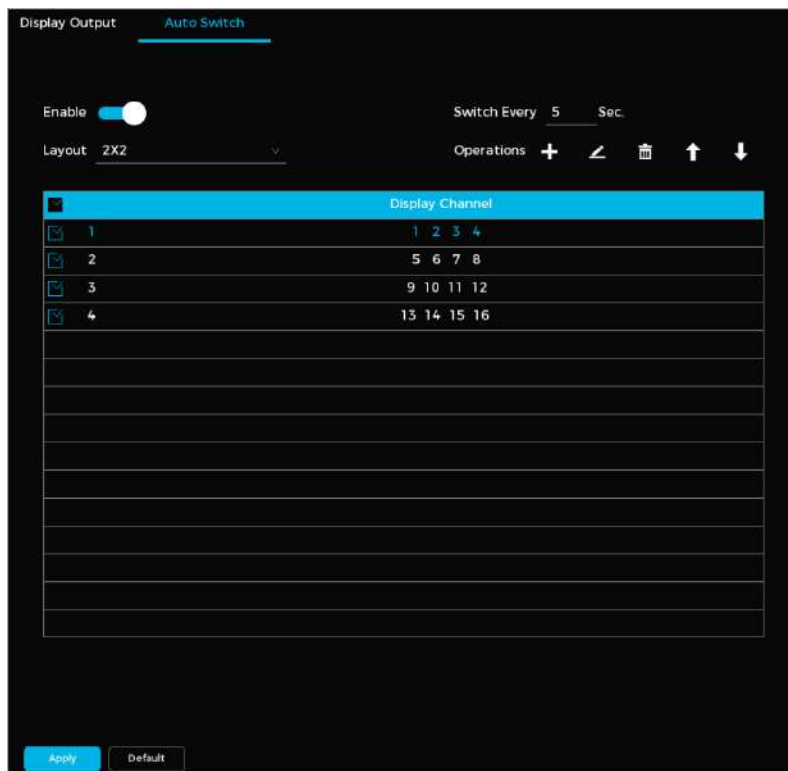 Display Output Auto Switch
Enable Switch Every 5 Sec.
Layout 2X2 Operations
Display Channel
1 1 2 3 4
2 5 6 7 8
3 9 10 11 12
4 13 14 15 16
Apply Default